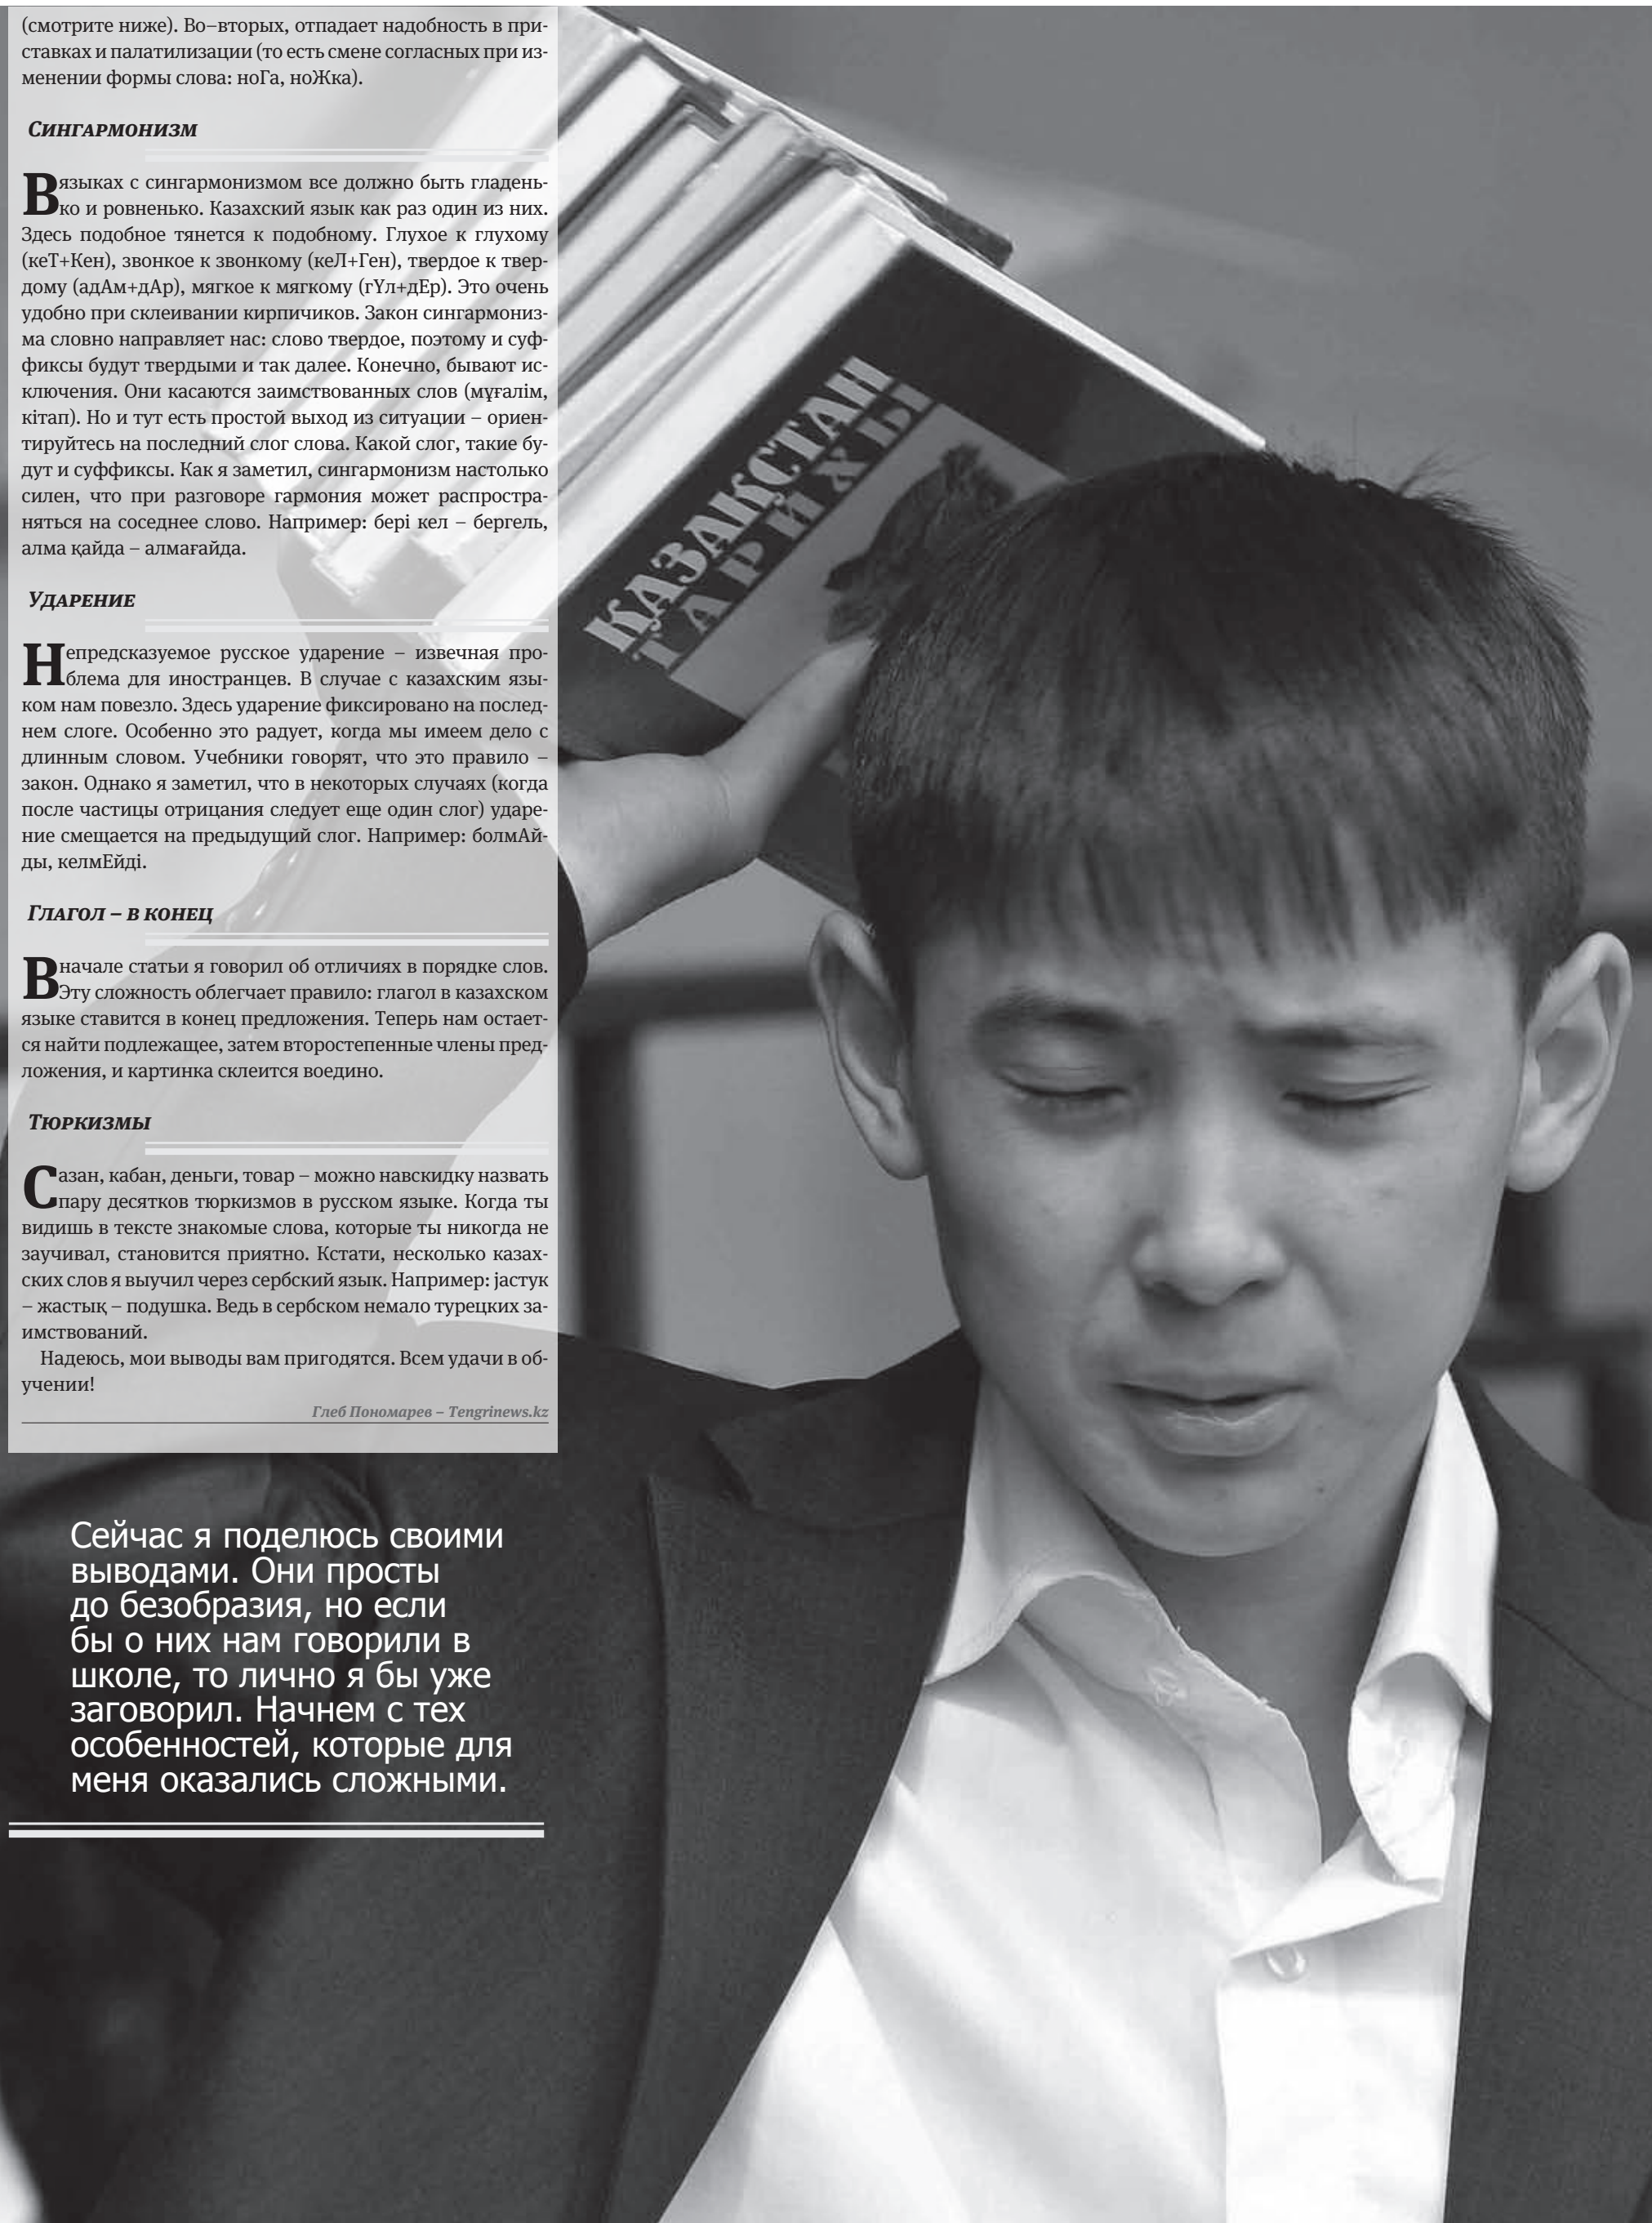 (смотрите ниже). Во–вторых, отпадает надобность в при-
ставках и палатилизации (то есть смене согласных при из-
менении формы слова: ноГа, ноЖка).
Сингармонизм
В языках с сингармонизмом все должно быть гладень-
ко и ровненько. Казахский язык как раз один из них.
Здесь подобное тянется к подобному. Глухое к глухому
(кеТ+Кен), звонкое к звонкому (кеЛ+Ген), твердое к твер-
дому (адАм+дАр), мягкое к мягкому (гҮл+дЕр). Это очень
удобно при склеивании кирпичиков. Закон сингармониз-
ма словно направляет нас: слово твердое, поэтому и суф-
фиксы будут твердыми и так далее. Конечно, бывают ис-
ключения. Они касаются заимствованных слов (мұғалім,
кітап). Но и тут есть простой выход из ситуации – ориен-
тируйтесь на последний слог слова. Какой слог, такие бу-
дут и суффиксы. Как я заметил, сингармонизм настолько
силен, что при разговоре гармония может распростра-
няться на соседнее слово. Например: бері кел – бергель,
алма қайда – алмағайда.
Ударение
Непредсказуемое русское ударение – извечная про-
блема для иностранцев. В случае с казахским язы-
ком нам повезло. Здесь ударение фиксировано на послед-
нем слоге. Особенно это радует, когда мы имеем дело с
длинным словом. Учебники говорят, что это правило –
закон. Однако я заметил, что в некоторых случаях (когда
после частицы отрицания следует еще один слог) ударе-
ние смещается на предыдущий слог. Например: болмАй-
ды, келмЕйді.
Глагол – в конец
В начале статьи я говорил об отличиях в порядке слов.
Эту сложность облегчает правило: глагол в казахском
языке ставится в конец предложения. Теперь нам остает-
ся найти подлежащее, затем второстепенные члены пред-
ложения, и картинка склеится воедино.
Тюркизмы
Сазан, кабан, деньги, товар – можно навскидку назвать
пару десятков тюркизмов в русском языке. Когда ты
видишь в тексте знакомые слова, которые ты никогда не
заучивал, становится приятно. Кстати, несколько казах-
ских слов я выучил через сербский язык. Например: јастук
– жастық – подушка. Ведь в сербском немало турецких за-
имствований.
Надеюсь, мои выводы вам пригодятся. Всем удачи в об-
учении!
Глеб Пономарев – Tengrinews.kz
Сейчас я поделюсь своими
выводами. Они просты
до безобразия, но если
бы о них нам говорили в
школе, то лично я бы уже
заговорил. Начнем с тех
особенностей, которые для
меня оказались сложными.
ҚАЗАҚСТАН
ТАРИХЫ